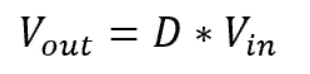 V_out = D * V_in